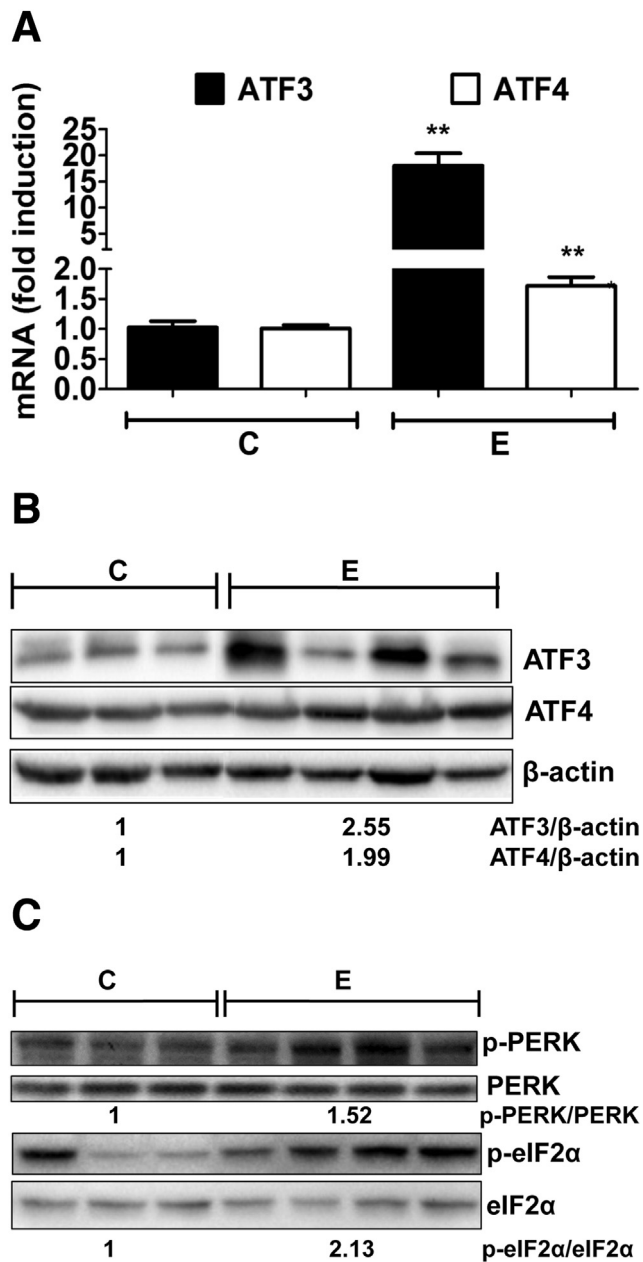 A
ATF3 ATF4
mRNA (fold induction)
25
20
15
10
5
2.0
1.5
1.0
0.5
0.0
** **
C E
B
C E
ATF3
ATF4
β-actin
1 2.55 ATF3/β-actin
1 1.99 ATF4/β-actin
C
C E
p-PERK
PERK
1 1.52 p-PERK/PERK
p-eIF2α
eIF2α
1 2.13 p-eIF2α/eIF2α